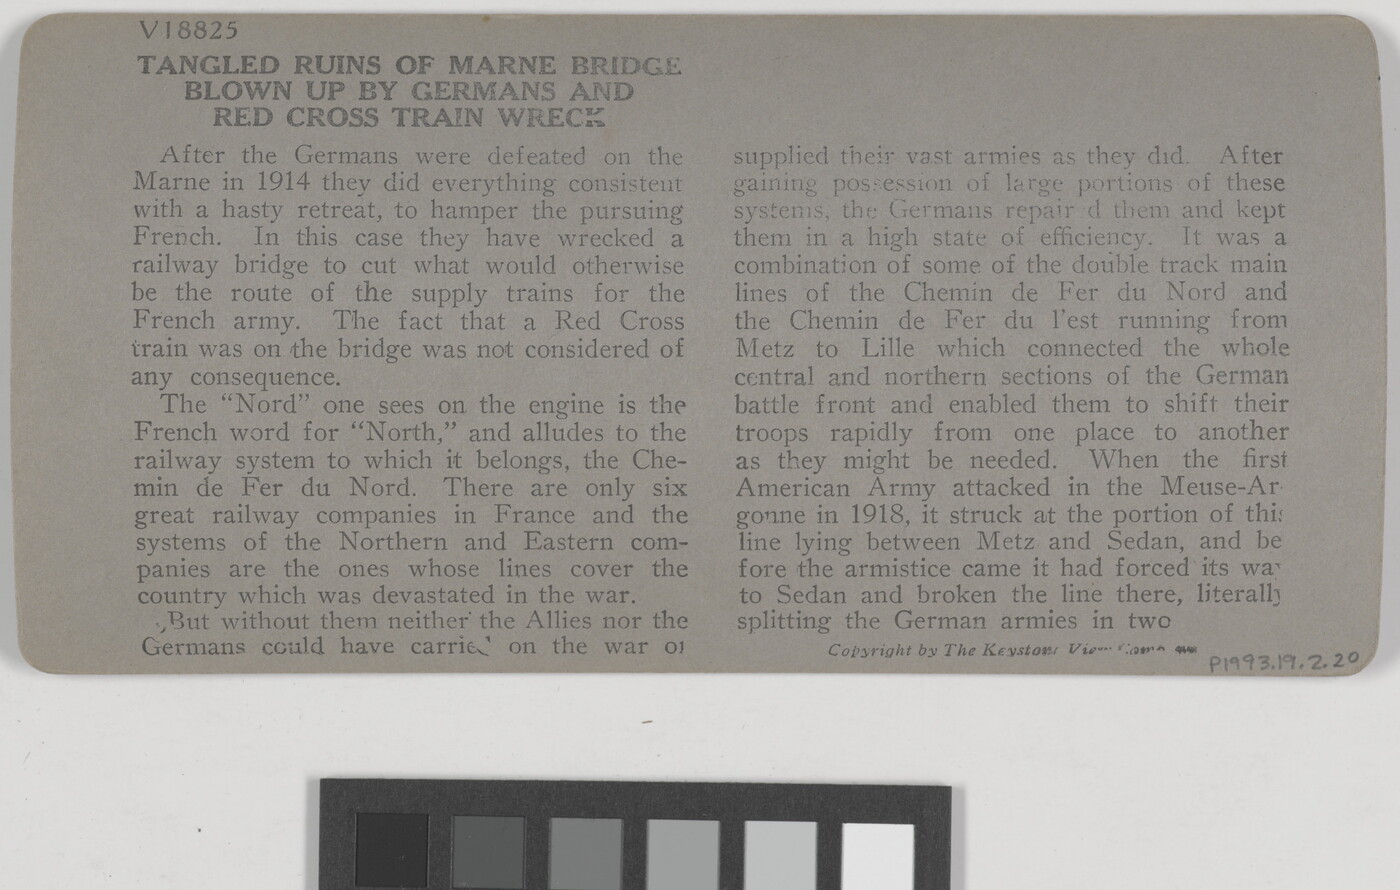 V18825
TANGLED RUINS OF MARNE BRIDGE
BLOWN UP BY GERMANS AND
RED CROSS TRAIN WRECK
After the Germans were defeated on the
Marne in 1914 they did everything consistent
with a hasty retreat, to hamper the pursuing
French. In this case they have wrecked a
railway bridge to cut what would otherwise
be the route of the supply trains for the
French army. The fact that a Red Cross
train was on the bridge was not considered of
any consequence.
The “Nord” one sees on the engine is the
French word for “North,” and alludes to the
railway system to which it belongs, the Che-
min de Fer du Nord. There are only six
great railway companies in France and the
systems of the Northern and Eastern com-
panies are the ones whose lines cover the
country which was devastated in the war.
But without them neither the Allies nor the
Germans could have carried on the war or
supplied their vast armies as they did. After
gaining possession of large portions of these
systems, the Germans repair d them and kept
them in a high state of efficiency. It was a
combination of some of the double track main
lines of the Chemin de Fer du Nord and
the Chemin de Fer du l'est running from
Metz to Lille which connected the whole
central and northern sections of the German
battle front and enabled them to shift their
troops rapidly from one place to another
as they might be needed. When the first
American Army attacked in the Meuse-Ar
gonne in 1918, it struck at the portion of this
line lying between Metz and Sedan, and be
fore the armistice came it had forced its way
to Sedan and broken the line there, literally
splitting the German armies in two
Copyright by The Keystone View Company
P1993.19.2.20